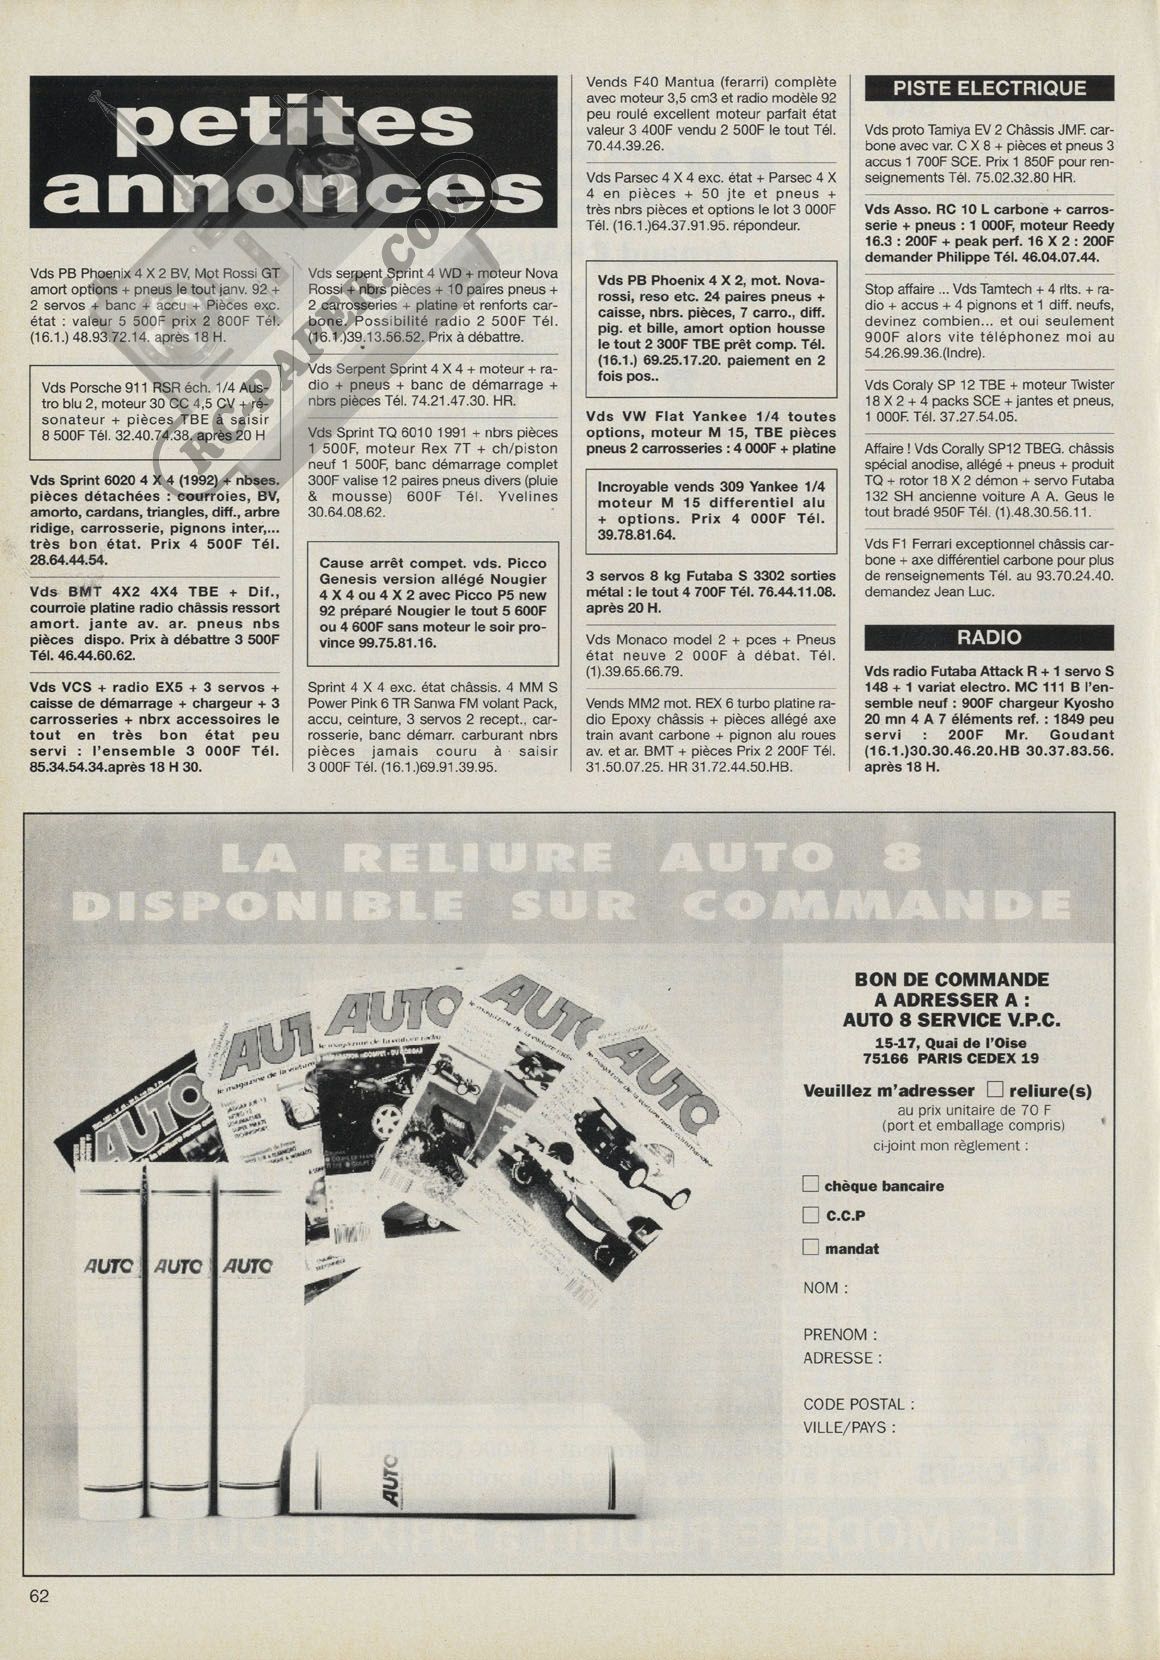 petites
annonces
Vds PB Phoenix 4 X 2 BV, Mot Rossi GT
amort options + pneus le tout janv. 92 +
2 servos + banc + accu + Pièces exc.
état : valeur 5 500F prix 2 800F Tél.
(16.1.) 48.93.72.14. après 18 H.
Vds Porsche 911 RSR éch. 1/4 Aus-
tro blu 2, moteur 30 CC 4,5 CV + ré-
sonateur + pièces TBE à saisir
8 500F Tél. 32.40.74.38. après 20 H
Vds Sprint 6020 4 X 4 (1992) + nbses.
pièces détachées : courroies, BV,
amorto, cardans, triangles, diff., arbre
ridige, carrosserie, pignons inter,...
très bon état. Prix 4 500F Tél.
28.64.44.54.
Vds BMT 4X2 4X4 TBE + Dif.,
courroie platine radio châssis ressort
amort. jante av. ar. pneus nbs
pièces dispo. Prix à débattre 3 500F
Tél. 46.44.60.62.
Vds VCS + radio EX5 + 3 servos +
caisse de démarrage + chargeur + 3
carrosseries + nbrx accessoires le
tout en très bon état peu
servi : l'ensemble 3 000F Tél.
85.34.54.34.après 18 H 30.
Vds serpent Sprint 4 WD + moteur Nova
Rossi + nbrs pièces + 10 paires pneus +
2 carrosseries + platine et renforts car-
bone. Possibilité radio 2 500F Tél.
(16.1.)39.13.56.52. Prix à débattre.
Vds Serpent Sprint 4 X 4 + moteur + ra-
dio + pneus + banc de démarrage +
nbrs pièces Tél. 74.21.47.30. HR.
Vds Sprint TQ 6010 1991 + nbrs pièces
1 500F, moteur Rex 7T + ch/piston
neuf 1 500F, banc démarrage complet
300F valise 12 paires pneus divers (pluie
& mousse) 600F Tél. Yvelines
30.64.08.62.
Cause arrêt compet. vds. Picco
Genesis version allégé Nougier
4 X 4 ou 4 X 2 avec Picco P5 new
92 préparé Nougier le tout 5 600F
ou 4 600F sans moteur le soir pro-
vince 99.75.81.16.
Sprint 4 X 4 exc. état châssis. 4 MM S
Power Pink 6 TR Sanwa FM volant Pack,
accu, ceinture, 3 servos 2 recept., car-
rosserie, banc démarr. carburant nbrs
pièces jamais couru à saisir
3 000F Tél. (16.1.)69.91.39.95.
Vends F40 Mantua (ferarri) complète
avec moteur 3,5 cm3 et radio modèle 92
peu roulé excellent moteur parfait état
valeur 3 400F vendu 2 500F le tout Tél.
70.44.39.26.
Vds Parsec 4 X 4 exc. état + Parsec 4 X
4 en pièces + 50 jte et pneus +
très nbrs pièces et options le lot 3 000F
Tél. (16.1.)64.37.91.95. répondeur.
Vds PB Phoenix 4 X 2, mot. Nova-
rossi, reso etc. 24 paires pneus +
caisse, nbrs. pièces, 7 carro., diff.
pig. et bille, amort option housse
le tout 2 300F TBE prêt comp. Tél.
(16.1.) 69.25.17.20. paiement en 2
fois pos..
Vds VW Flat Yankee 1/4 toutes
options, moteur M 15, TBE pièces
pneus 2 carrosseries : 4 000F + platine
Incroyable vends 309 Yankee 1/4
moteur M 15 differentiel alu
+ options. Prix 4 000F Tél.
39.78.81.64.
3 servos 8 kg Futaba S 3302 sorties
métal : le tout 4 700F Tél. 76.44.11.08.
après 20 H.
Vds Monaco model 2 + pces + Pneus
état neuve 2 000F à débat. Tél.
(1).39.65.66.79.
Vends MM2 mot. REX 6 turbo platine ra-
dio Epoxy châssis + pièces allégé axe
train avant carbone + pignon alu roues
av. et ar. BMT + pièces Prix 2 200F Tél.
31.50.07.25. HR 31.72.44.50.HB.
PISTE ELECTRIQUE
Vds proto Tamiya EV 2 Châssis JMF. car-
bone avec var. C X 8 + pièces et pneus 3
accus 1 700F SCE. Prix 1 850F pour ren-
seignements Tél. 75.02.32.80 HR.
Vds Asso. RC 10 L carbone + carros-
serie + pneus : 1 000F, moteur Reedy
16.3 : 200F + peak perf. 16 X 2 : 200F
demander Philippe Tél. 46.04.07.44.
Stop affaire ... Vds Tamtech + 4 rlts. + ra-
dio + accus + 4 pignons et 1 diff. neufs,
devinez combien... et oui seulement
900F alors vite téléphonez moi au
54.26.99.36.(Indre).
Vds Coraly SP 12 TBE + moteur Twister
18 X 2 + 4 packs SCE + jantes et pneus,
1 000F. Tél. 37.27.54.05.
Affaire ! Vds Corally SP12 TBEG. châssis
spécial anodise, allégé + pneus + produit
TQ + rotor 18 X 2 démon + servo Futaba
132 SH ancienne voiture A A. Geus le
tout bradé 950F Tél. (1).48.30.56.11.
Vds F1 Ferrari exceptionnel châssis car-
bone + axe différentiel carbone pour plus
de renseignements Tél. au 93.70.24.40.
demandez Jean Luc.
RADIO
Vds radio Futaba Attack R + 1 servo S
148 + 1 variat electro. MC 111 B l'en-
semble neuf : 900F chargeur Kyosho
20 mn 4 A 7 éléments ref. : 1849 peu
servi : 200F Mr. Goudant
(16.1.)30.30.46.20.HB 30.37.83.56.
après 18 H.
RC-PAPER.COM
LA RELIURE AUTO 8
DISPONIBLE SUR COMMANDE
AUTO
AUTO
AUTO
AUTO
AUTO
AUTO AUTO AUTO
AUTO
BON DE COMMANDE
A ADRESSER A :
AUTO 8 SERVICE V.P.C.
15-17, Quai de l'Oise
75166 PARIS CEDEX 19
Veuillez m'adresser reliure(s)
au prix unitaire de 70 F
(port et emballage compris)
ci-joint mon règlement :
chèque bancaire
C.C.P
mandat
NOM :
PRENOM :
ADRESSE :
CODE POSTAL :
VILLE/PAYS :
62